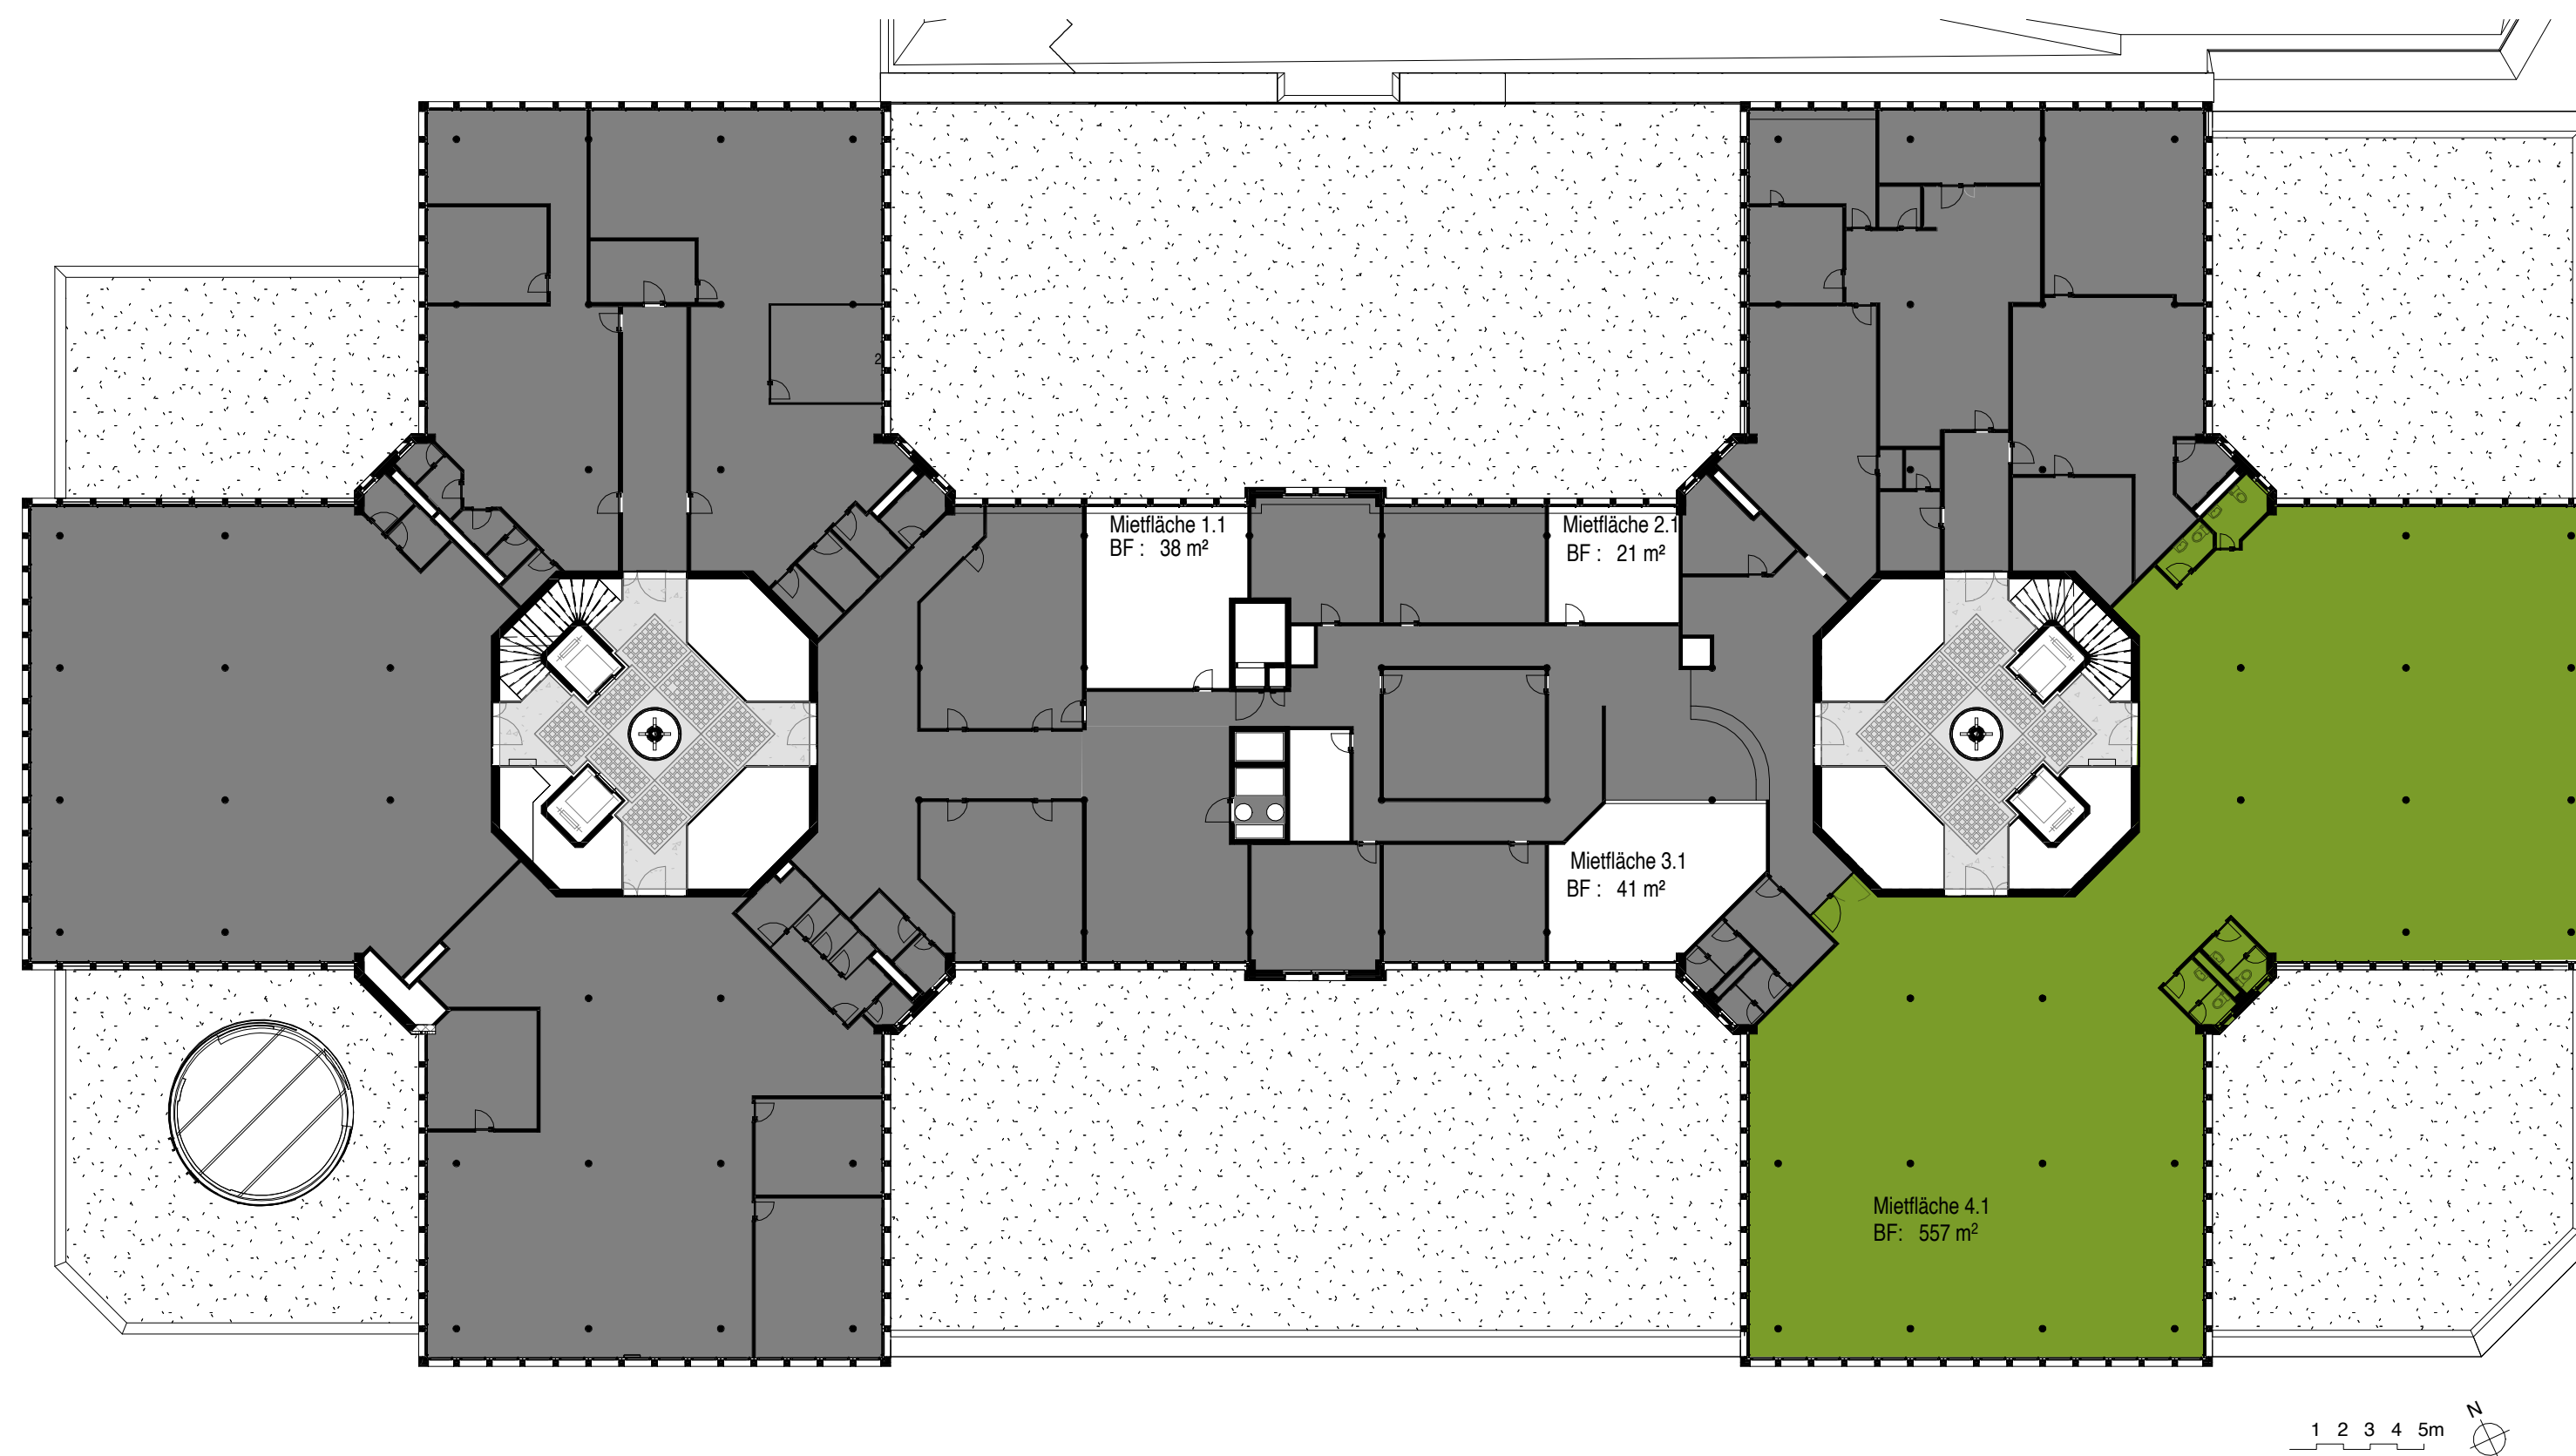 2
Mietfläche 1.1
BF : 38 m²
Mietfläche 2.1
BF : 21 m²
Mietfläche 3.1
BF : 41 m²
Mietfläche 4.1
BF: 557 m²
1 2 3 4 5m
N